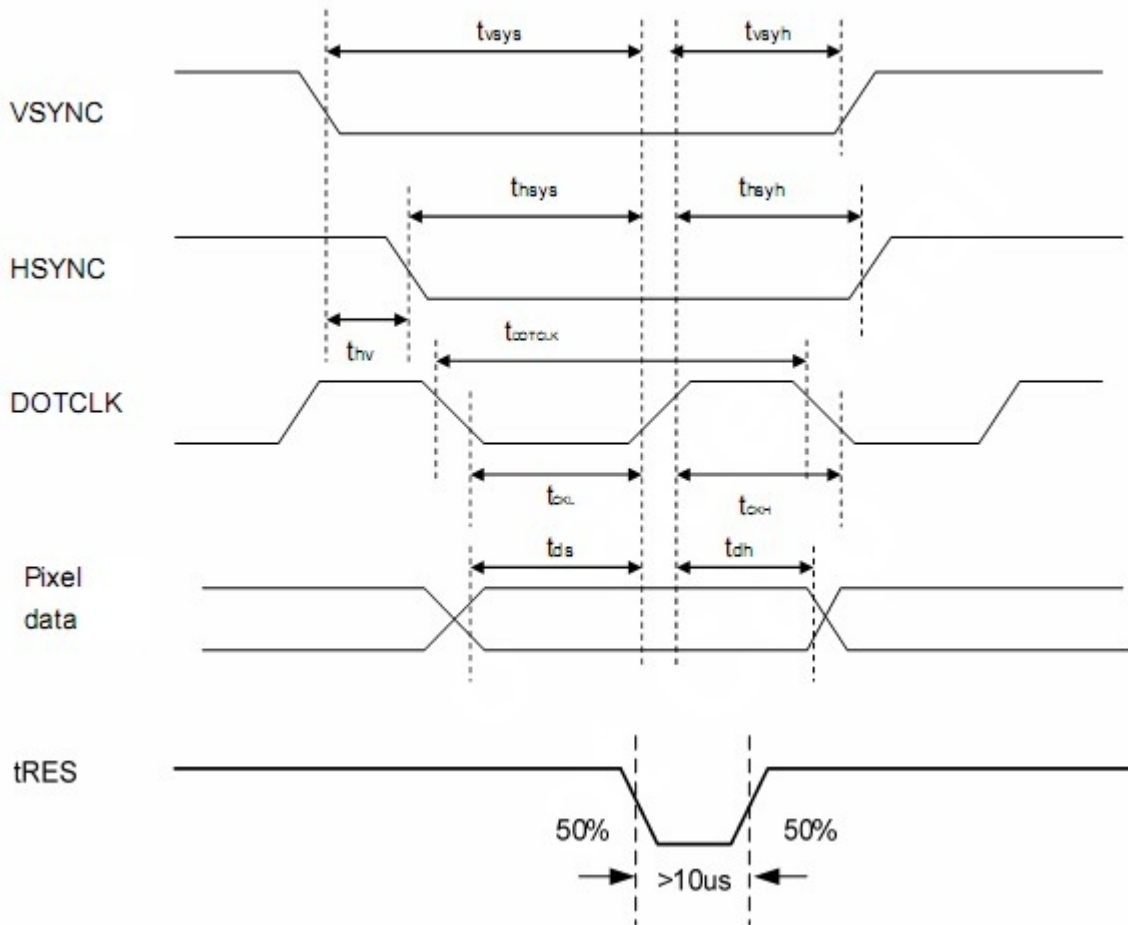 tvsys
tvsyh
VSYNC
thsys
thsyh
HSYNC
thv
tDOTCLK
DOTCLK
tCKL
tCKH
tds
tdh
Pixel
data
tRES
50%
50%
>10us